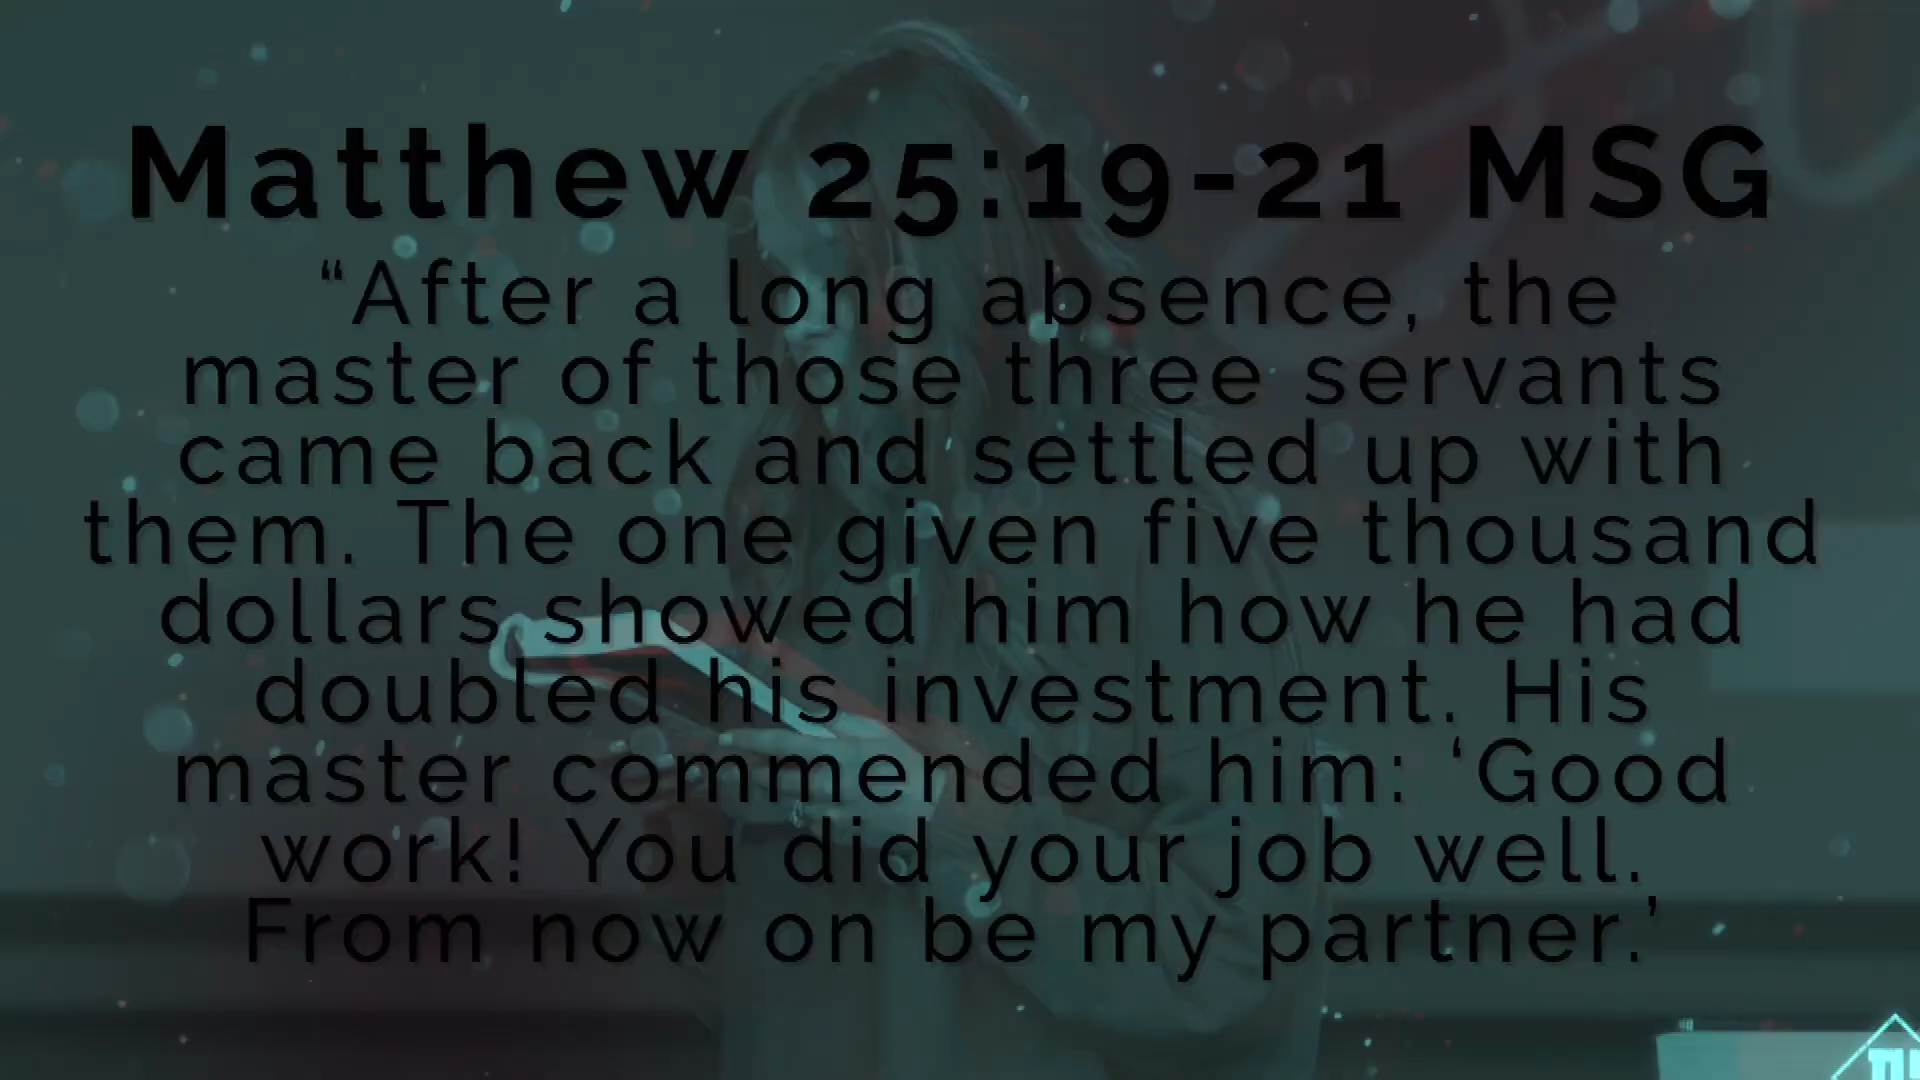 Matthew 25:19-21 MSG
“After a long absence, the
master of those three servants
came back and settled up with
them. The one given five thousand
dollars showed him how he had
doubled his investment. His
master commended him: ‘Good
work! You did your job well.
From now on be my partner.’